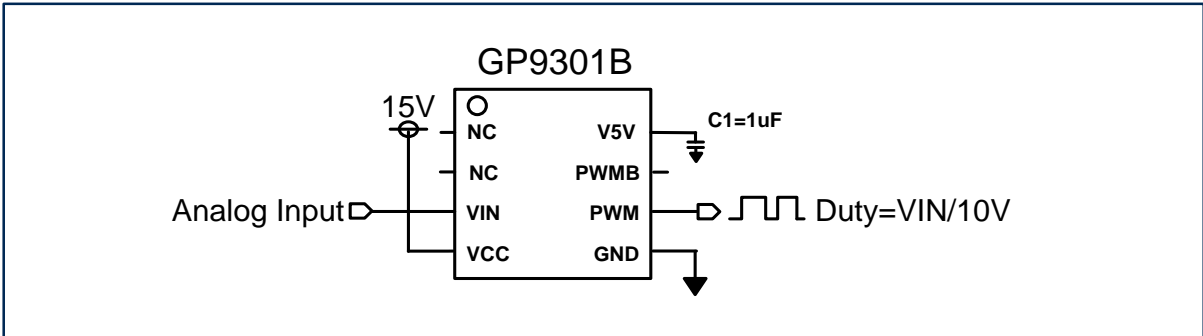 GP9301B
15V
C1=1uF
NC V5V
NC PWMB
Analog Input VIN PWM Duty=VIN/10V
VCC GND